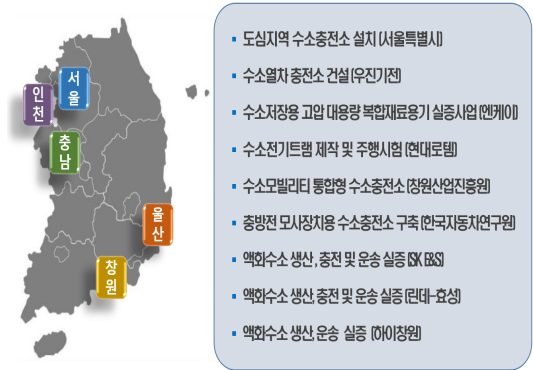 서울
인천
충남
울산
창원
▪ 도심지역 수소충전소 설치 (서울특별시)
▪ 수소열차 충전소 건설(우진기전)
▪ 수소저장용 고압 대용량 복합재료용기 실증사업 (엔케이)
▪ 수소전기트램 제작 및 주행시험 (현대로템)
▪ 수소모빌리티 통합형 수소충전소 (창원산업진흥원)
▪ 충방전 모사장치용 수소충전소 구축 (한국자동차연구원)
▪ 액화수소 생산, 충전 및 운송 실증 (SK E&S)
▪ 액화수소 생산, 충전 및 운송 실증 (린데-효성)
▪ 액화수소 생산, 운송 실증 (하이창원)